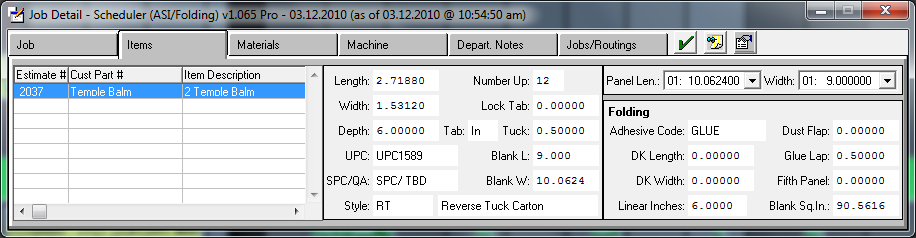 Job Detail - Scheduler (ASI/Folding) v1.065 Pro - 03.12.2010 (as of 03.12.2010 @ 10:54:50 am)
Job Items Materials Machine Depart. Notes Jobs/Routings
Estimate # Cust Part # Item Description
2037 Temple Balm 2 Temple Balm
Length: 2.71880 Number Up: 12
Width: 1.53120 Lock Tab: 0.00000
Depth: 6.00000 Tab: In Tuck: 0.50000
UPC: UPC1589 Blank L: 9.000
SPC/QA: SPC/ TBD Blank W: 10.0624
Style: RT Reverse Tuck Carton
Panel Len.: 01: 10.062400 Width: 01: 9.000000
Folding
Adhesive Code: GLUE Dust Flap: 0.00000
DK Length: 0.00000 Glue Lap: 0.50000
DK Width: 0.00000 Fifth Panel: 0.00000
Linear Inches: 6.0000 Blank Sq.In.: 90.5616